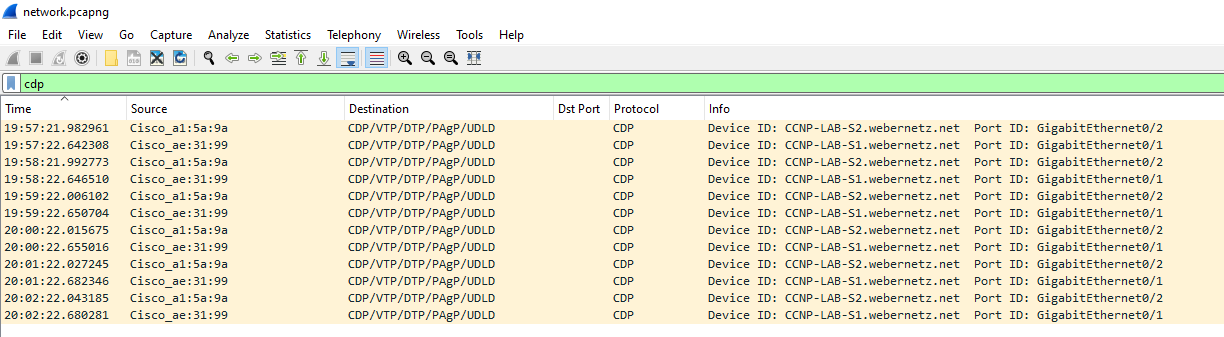 network.pcapng
File Edit View Go Capture Analyze Statistics Telephony Wireless Tools Help
cdp
Time Source Destination Dst Port Protocol Info
19:57:21.982961 Cisco_a1:5a:9a CDP/VTP/DTP/PAgP/UDLD CDP Device ID: CCNP-LAB-S2.webernetz.net Port ID: GigabitEthernet0/2
19:57:22.642308 Cisco_ae:31:99 CDP/VTP/DTP/PAgP/UDLD CDP Device ID: CCNP-LAB-S1.webernetz.net Port ID: GigabitEthernet0/1
19:58:21.992773 Cisco_a1:5a:9a CDP/VTP/DTP/PAgP/UDLD CDP Device ID: CCNP-LAB-S2.webernetz.net Port ID: GigabitEthernet0/2
19:58:22.646510 Cisco_ae:31:99 CDP/VTP/DTP/PAgP/UDLD CDP Device ID: CCNP-LAB-S1.webernetz.net Port ID: GigabitEthernet0/1
19:59:22.006102 Cisco_a1:5a:9a CDP/VTP/DTP/PAgP/UDLD CDP Device ID: CCNP-LAB-S2.webernetz.net Port ID: GigabitEthernet0/2
19:59:22.650704 Cisco_ae:31:99 CDP/VTP/DTP/PAgP/UDLD CDP Device ID: CCNP-LAB-S1.webernetz.net Port ID: GigabitEthernet0/1
20:00:22.015675 Cisco_a1:5a:9a CDP/VTP/DTP/PAgP/UDLD CDP Device ID: CCNP-LAB-S2.webernetz.net Port ID: GigabitEthernet0/2
20:00:22.655016 Cisco_ae:31:99 CDP/VTP/DTP/PAgP/UDLD CDP Device ID: CCNP-LAB-S1.webernetz.net Port ID: GigabitEthernet0/1
20:01:22.027245 Cisco_a1:5a:9a CDP/VTP/DTP/PAgP/UDLD CDP Device ID: CCNP-LAB-S2.webernetz.net Port ID: GigabitEthernet0/2
20:01:22.682346 Cisco_ae:31:99 CDP/VTP/DTP/PAgP/UDLD CDP Device ID: CCNP-LAB-S1.webernetz.net Port ID: GigabitEthernet0/1
20:02:22.043185 Cisco_a1:5a:9a CDP/VTP/DTP/PAgP/UDLD CDP Device ID: CCNP-LAB-S2.webernetz.net Port ID: GigabitEthernet0/2
20:02:22.680281 Cisco_ae:31:99 CDP/VTP/DTP/PAgP/UDLD CDP Device ID: CCNP-LAB-S1.webernetz.net Port ID: GigabitEthernet0/1